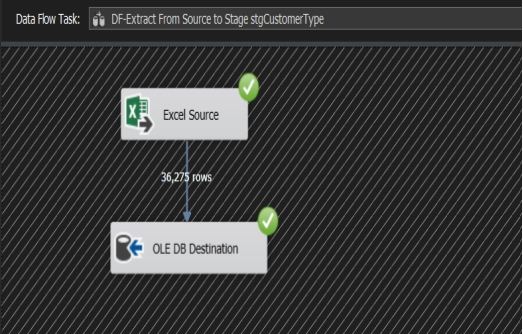 Data Flow Task: DF-Extract From Source to Stage stgCustomerType
Excel Source
36,275 rows
OLE DB Destination